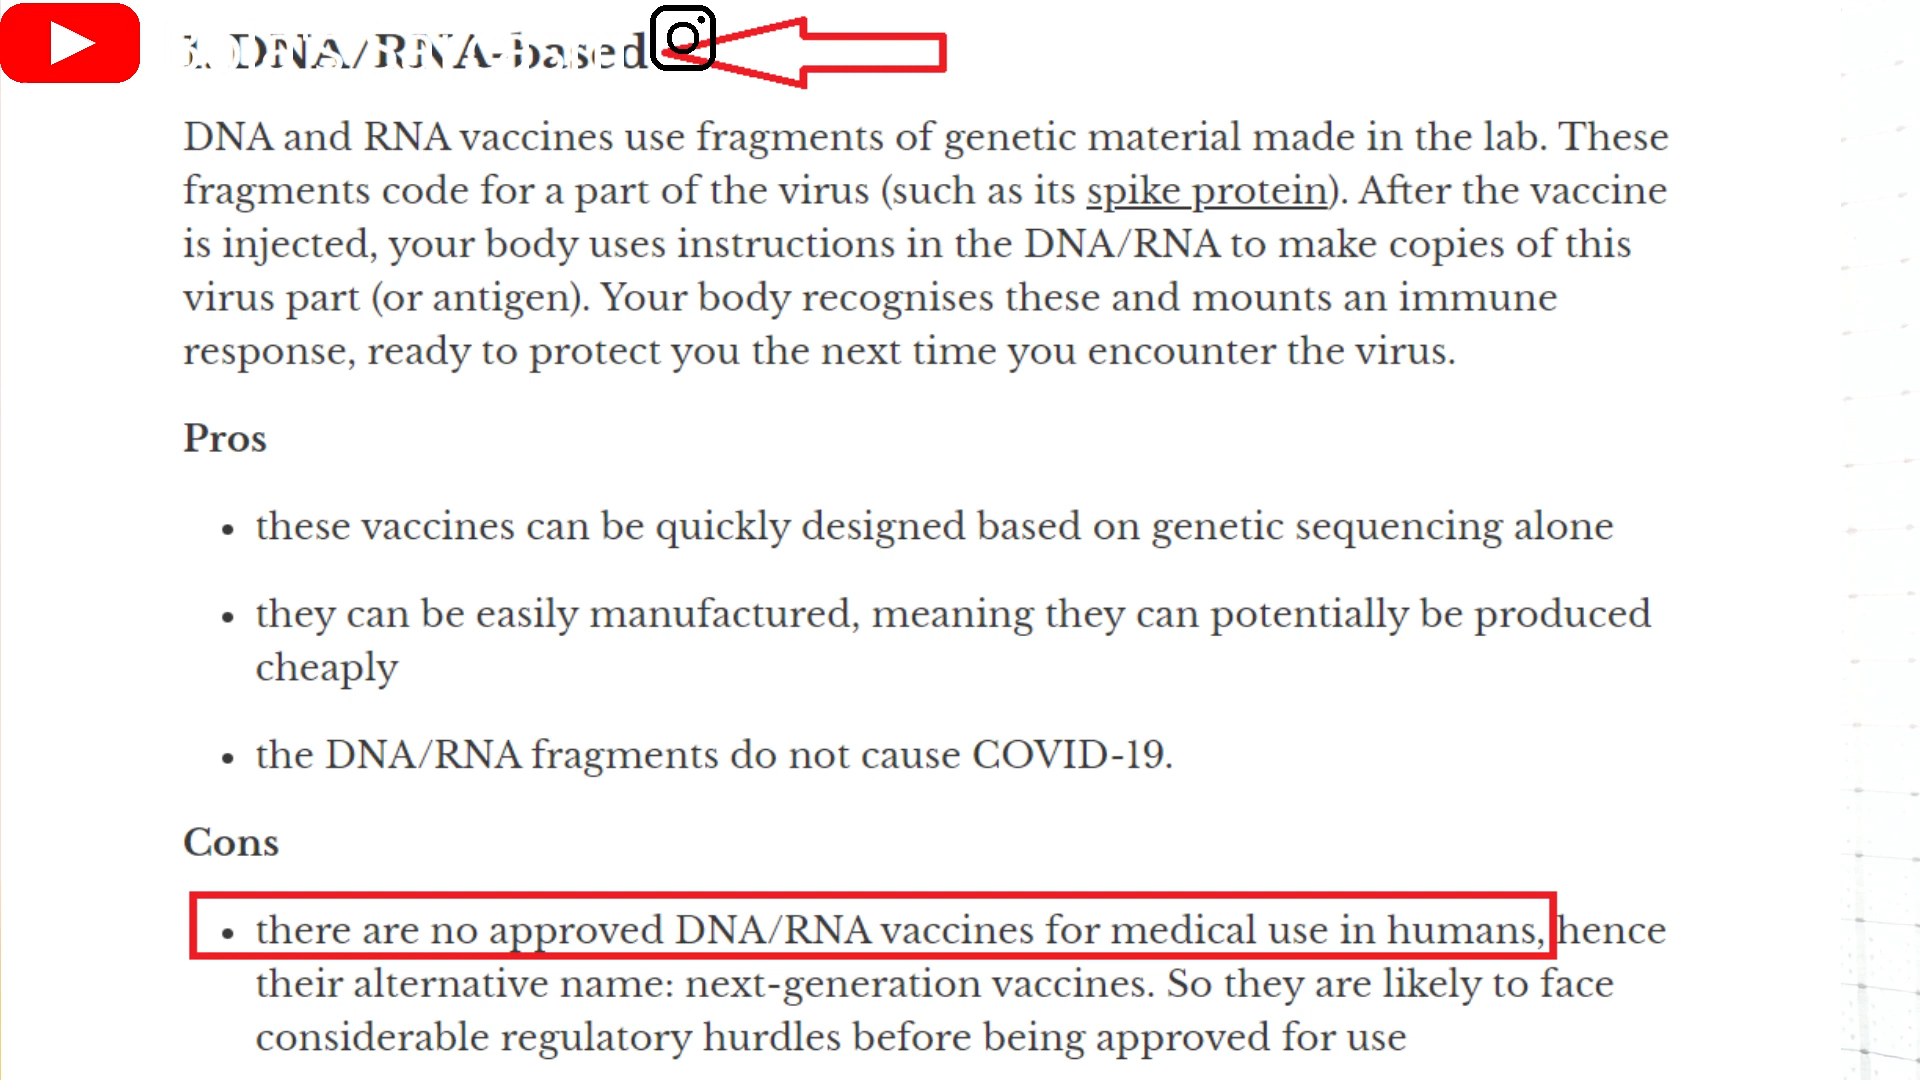 DNA/RNA-based
DNA and RNA vaccines use fragments of genetic material made in the lab. These
fragments code for a part of the virus (such as its spike protein). After the vaccine
is injected, your body uses instructions in the DNA/RNA to make copies of this
virus part (or antigen). Your body recognises these and mounts an immune
response, ready to protect you the next time you encounter the virus.
Pros
• these vaccines can be quickly designed based on genetic sequencing alone
• they can be easily manufactured, meaning they can potentially be produced
cheaply
• the DNA/RNA fragments do not cause COVID-19.
Cons
• there are no approved DNA/RNA vaccines for medical use in humans, hence
their alternative name: next-generation vaccines. So they are likely to face
considerable regulatory hurdles before being approved for use